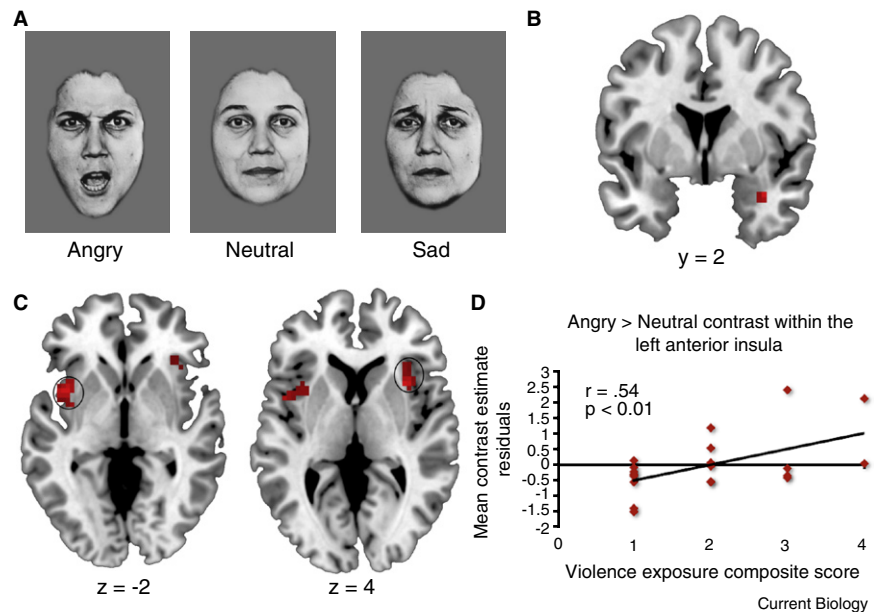 A
Angry
Neutral
Sad
B
y = 2
C
z = -2
z = 4
D
Angry > Neutral contrast within the
left anterior insula
Mean contrast estimate
residuals
3
2.5
2
1.5
1
0.5
0
-0.5
-1
-1.5
-2
r = .54
p < 0.01
0
1
2
3
4
Violence exposure composite score
Current Biology